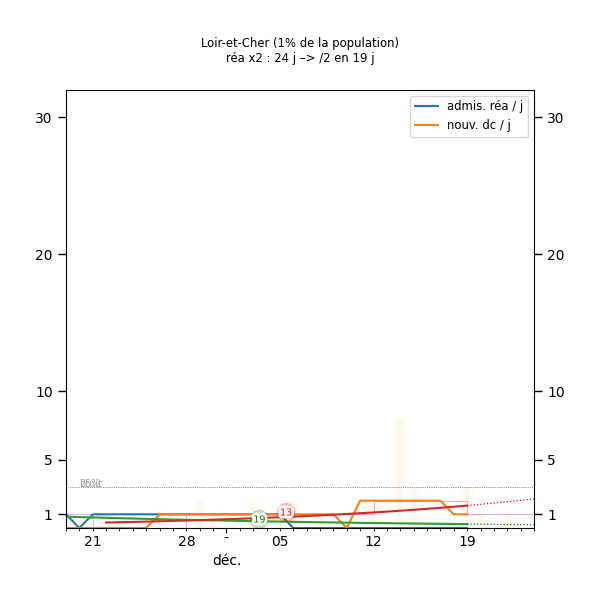 Loir-et-Cher (1% de la population)
réa x2 : 24 j –> /2 en 19 j
admis. réa / j
nouv. dc / j
30 30
20 20
10 10
5 5
19 13
1 1
21 28 - 05 12 19
déc.